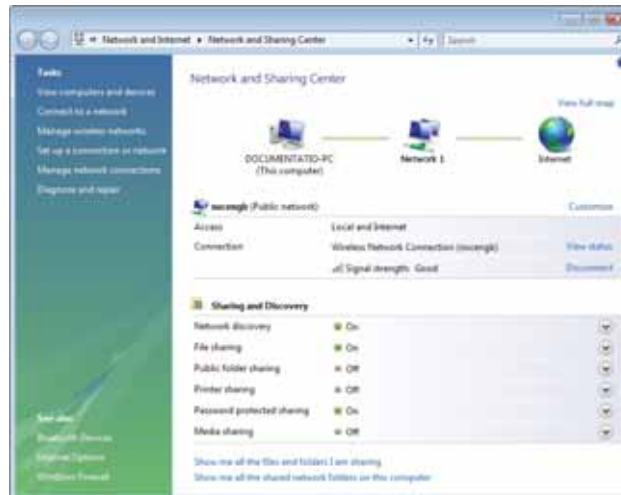 Network and Internet ▸ Network and Sharing Center
Search
Tasks
View computers and devices
Connect to a network
Manage wireless networks
Set up a connection or network
Manage network connections
Diagnose and repair
See also
Bluetooth Devices
Internet Options
Windows Firewall
Network and Sharing Center
View full map
DOCUMENTATIO-PC
(This computer)
Network 1
Internet
(Public network)
Customize
Access
Local and Internet
Connection
Wireless Network Connection
View status
Signal strength: Good
Disconnect
Sharing and Discovery
Network discovery
On
File sharing
On
Public folder sharing
Off
Printer sharing
Off
Password protected sharing
On
Media sharing
Off
Show me all the files and folders I am sharing
Show me all the shared network folders on this computer